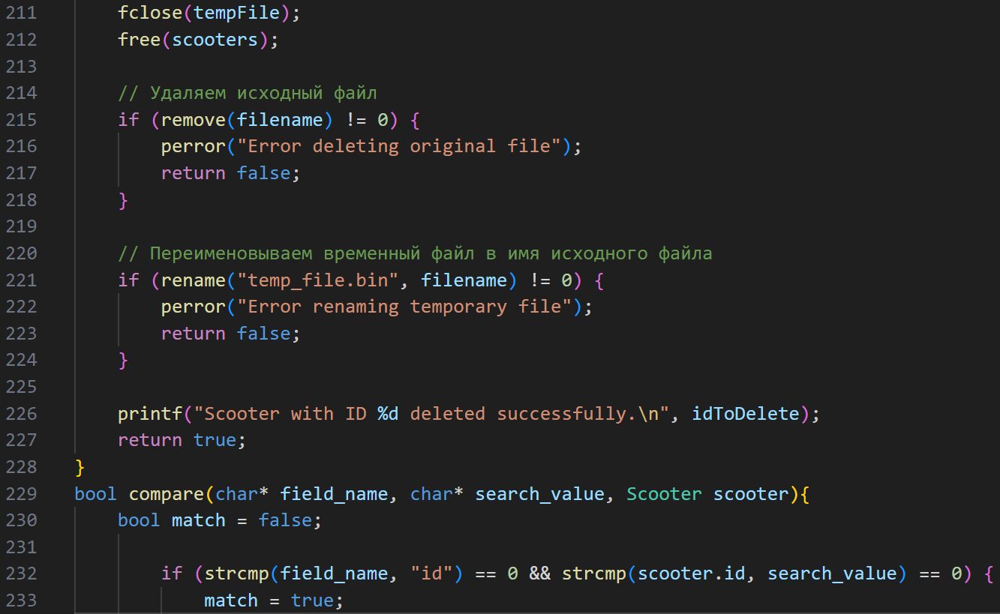 211 fclose(tempFile);
212 free(scooters);
213
214 // Удаляем исходный файл
215 if (remove(filename) != 0) {
216 perror("Error deleting original file");
217 return false;
218 }
219
220 // Переименовываем временный файл в имя исходного файла
221 if (rename("temp_file.bin", filename) != 0) {
222 perror("Error renaming temporary file");
223 return false;
224 }
225
226 printf("Scooter with ID %d deleted successfully.\n", idToDelete);
227 return true;
228 }
229 bool compare(char* field_name, char* search_value, Scooter scooter){
230 bool match = false;
231
232 if (strcmp(field_name, "id") == 0 && strcmp(scooter.id, search_value) == 0) {
233 match = true;